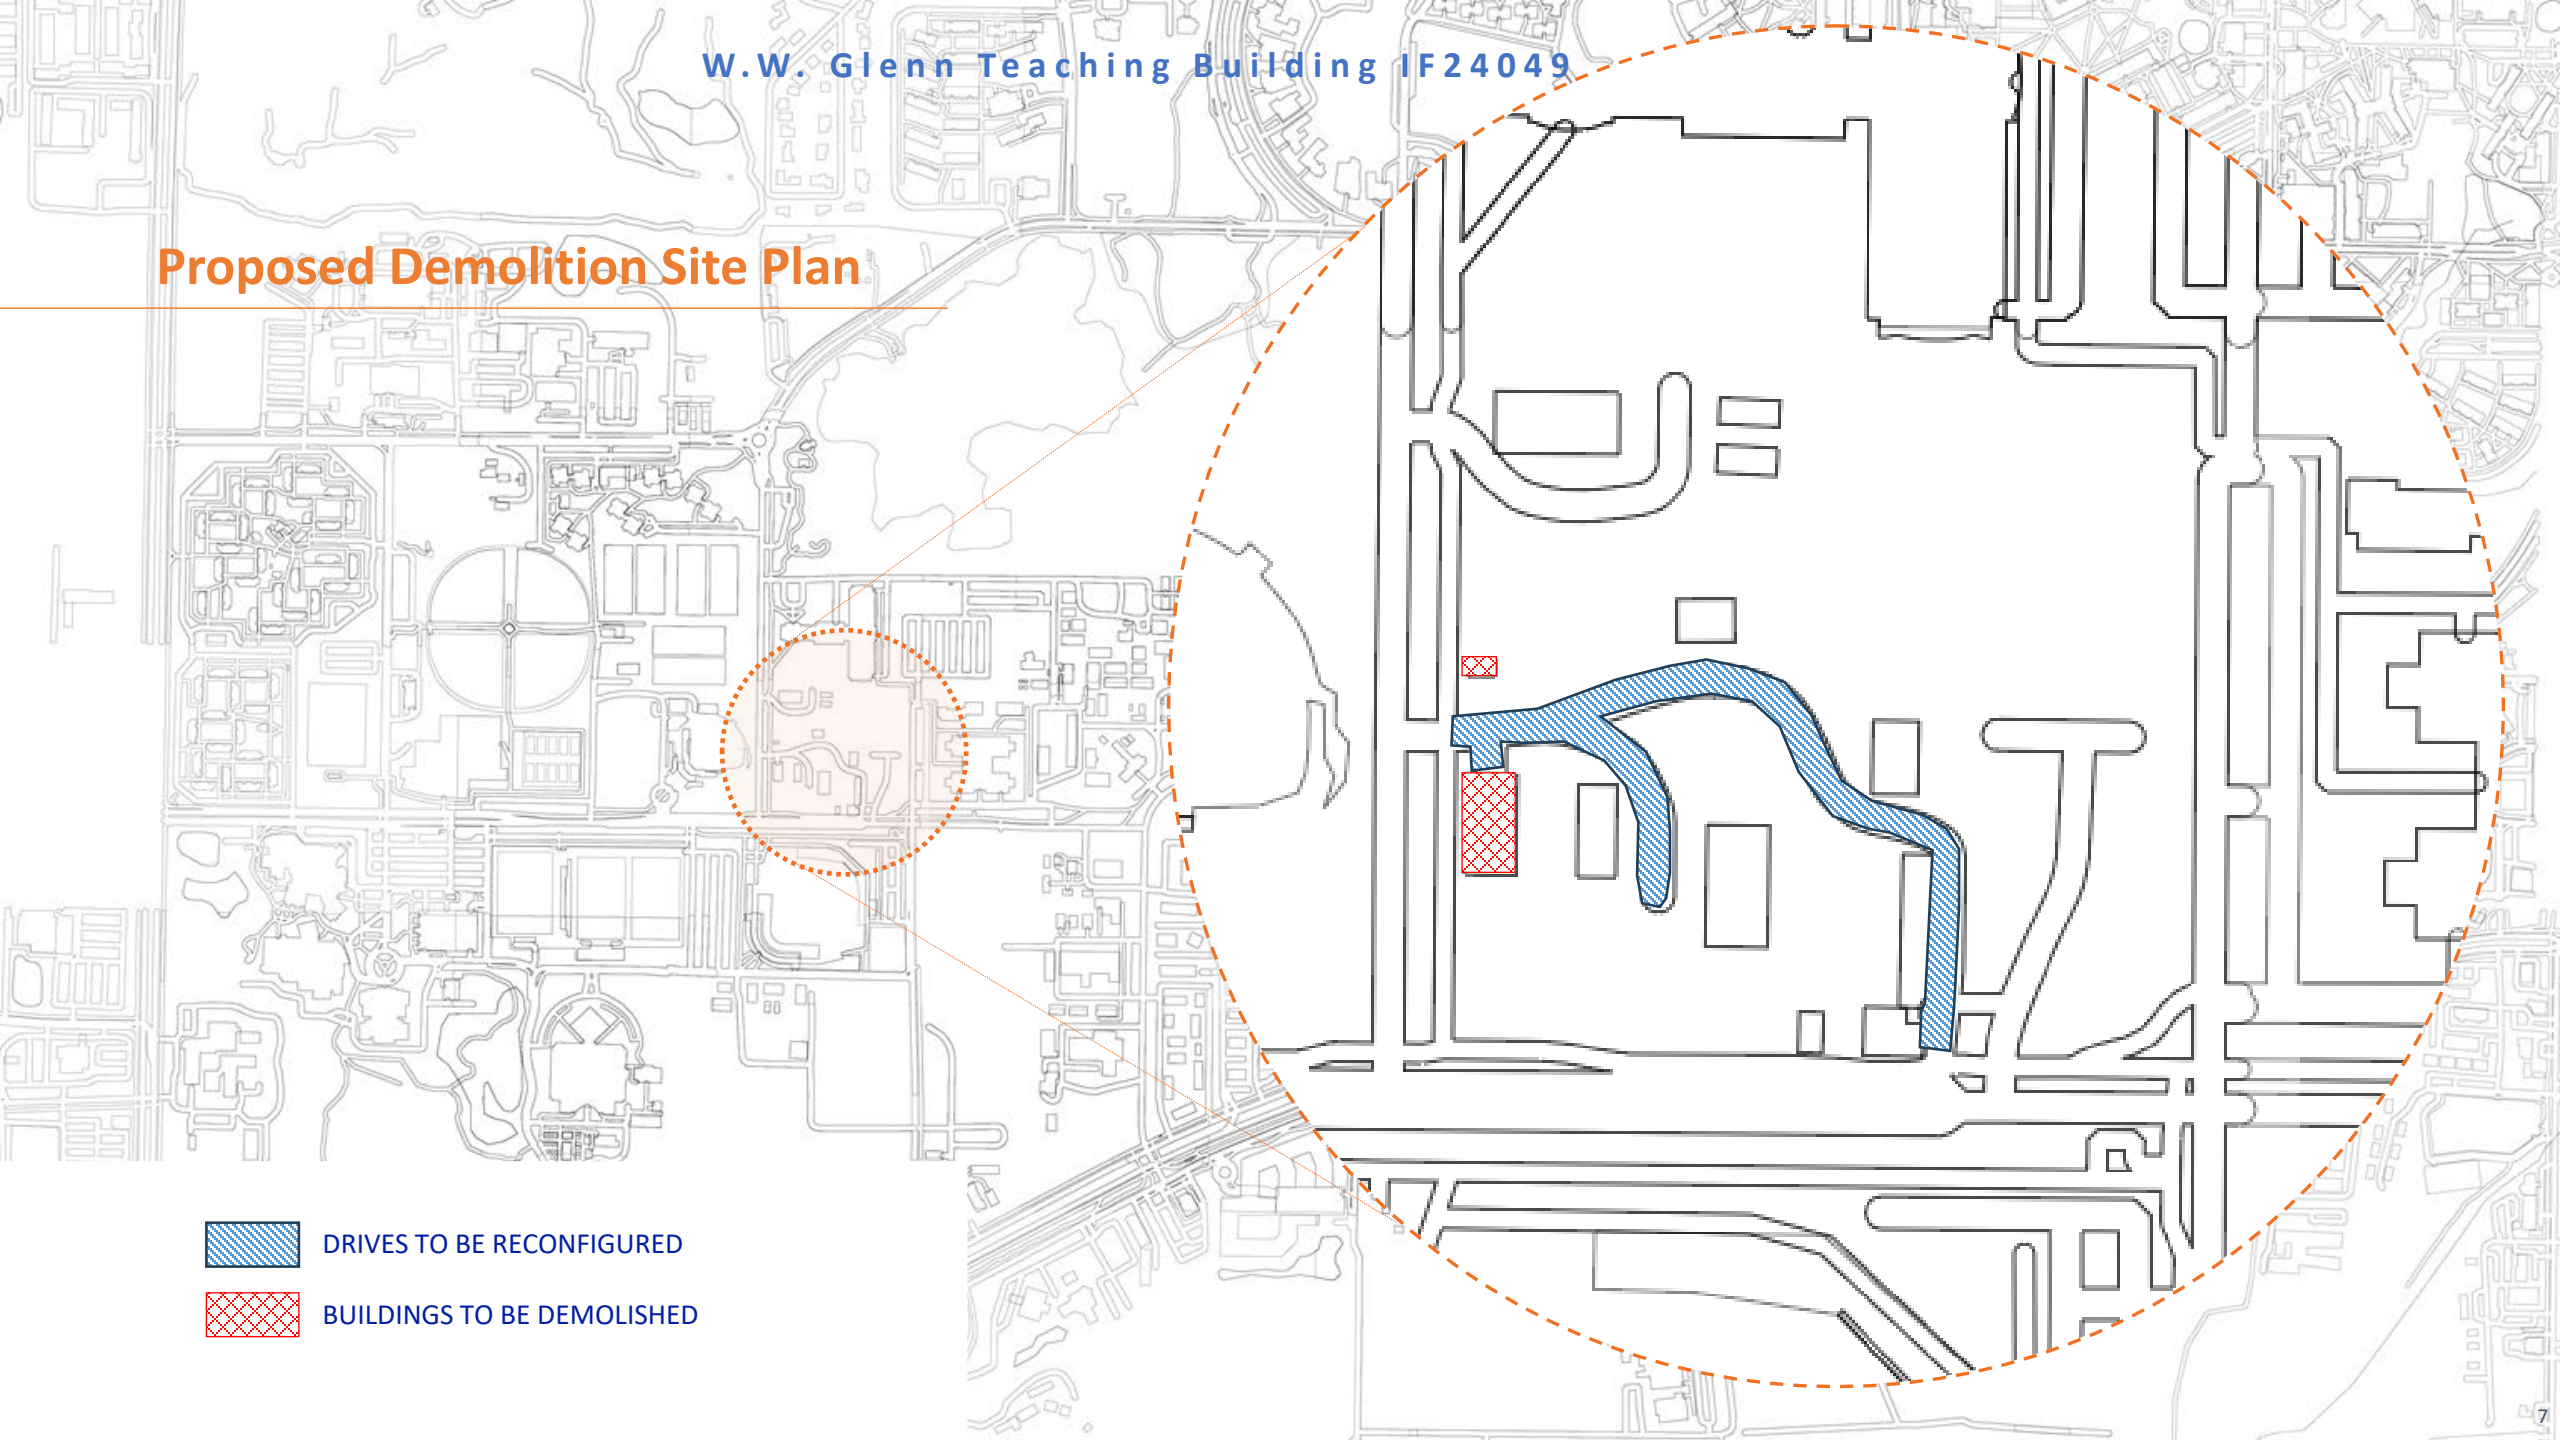 W.W. Glenn Teaching Building IF24049
Proposed Demolition Site Plan
DRIVES TO BE RECONFIGURED
BUILDINGS TO BE DEMOLISHED
7